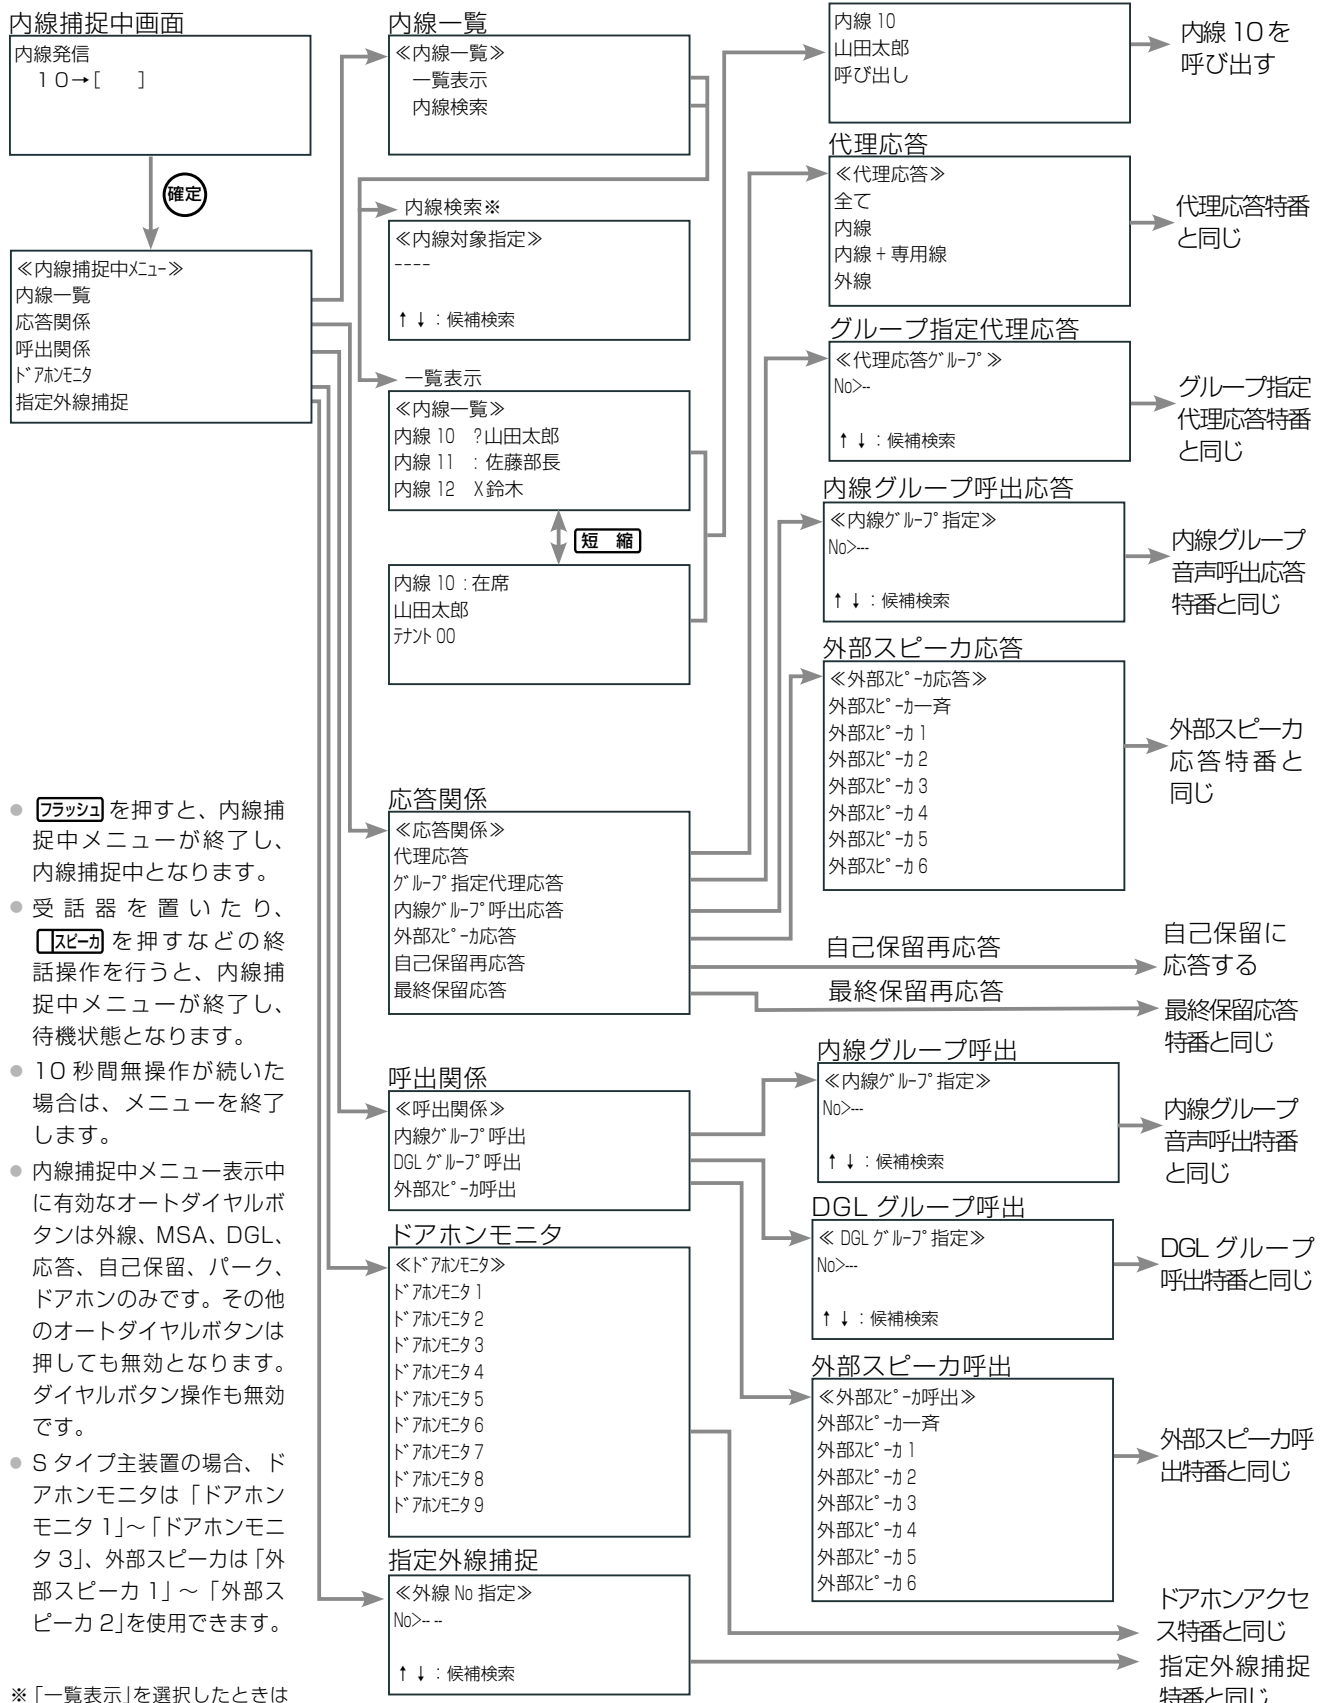 内線捕捉中画面
内線発信
１０→[　　]
確定
≪内線捕捉中ﾒﾆｭｰ≫
内線一覧
応答関係
呼出関係
ﾄﾞｱﾎﾝﾓﾆﾀ
指定外線捕捉
● フラッシュ を押すと、内線捕
捉中メニューが終了し、
内線捕捉中となります。
● 受話器を置いたり、
スピーカ を押すなどの終
話操作を行うと、内線捕
捉中メニューが終了し、
待機状態となります。
● 10 秒間無操作が続いた
場合は、メニューを終了
します。
● 内線捕捉中メニュー表示中
に有効なオートダイヤルボ
タンは外線、MSA、DGL、
応答、自己保留、パーク、
ドアホンのみです。その他
のオートダイヤルボタンは
押しても無効となります。
ダイヤルボタン操作も無効
です。
● S タイプ主装置の場合、ド
アホンモニタは「ドアホン
モニタ 1」～「ドアホンモニ
タ 3」、外部スピーカは「外
部スピーカ 1」～「外部ス
ピーカ 2」を使用できます。
※「一覧表示」を選択したときは
内線一覧
≪内線一覧≫
一覧表示
内線検索
内線検索※
≪内線対象指定≫
----
↑↓：候補検索
一覧表示
≪内線一覧≫
内線 10　?山田太郎
内線 11　: 佐藤部長
内線 12　X鈴木
短　縮
内線 10 : 在席
山田太郎
ﾃﾅﾝﾄ 00
応答関係
≪応答関係≫
代理応答
ｸﾞﾙｰﾌﾟ指定代理応答
内線ｸﾞﾙｰﾌﾟ呼出応答
外部ｽﾋﾟｰｶ応答
自己保留再応答
最終保留応答
呼出関係
≪呼出関係≫
内線ｸﾞﾙｰﾌﾟ呼出
DGL ｸﾞﾙｰﾌﾟ呼出
外部ｽﾋﾟｰｶ呼出
ドアホンモニタ
≪ﾄﾞｱﾎﾝﾓﾆﾀ≫
ﾄﾞｱﾎﾝﾓﾆﾀ 1
ﾄﾞｱﾎﾝﾓﾆﾀ 2
ﾄﾞｱﾎﾝﾓﾆﾀ 3
ﾄﾞｱﾎﾝﾓﾆﾀ 4
ﾄﾞｱﾎﾝﾓﾆﾀ 5
ﾄﾞｱﾎﾝﾓﾆﾀ 6
ﾄﾞｱﾎﾝﾓﾆﾀ 7
ﾄﾞｱﾎﾝﾓﾆﾀ 8
ﾄﾞｱﾎﾝﾓﾆﾀ 9
指定外線捕捉
≪外線 No 指定≫
No>-- --
↑↓：候補検索
内線 10
山田太郎
呼び出し
内線 10 を
呼び出す
代理応答
≪代理応答≫
全て
内線
内線 + 専用線
外線
代理応答特番
と同じ
グループ指定代理応答
≪代理応答ｸﾞﾙｰﾌﾟ≫
No>--
↑↓：候補検索
グループ指定
代理応答特番
と同じ
内線グループ呼出応答
≪内線ｸﾞﾙｰﾌﾟ指定≫
No>---
↑↓：候補検索
内線グループ
音声呼出応答
特番と同じ
外部スピーカ応答
≪外部ｽﾋﾟｰｶ応答≫
外部ｽﾋﾟｰｶ一斉
外部ｽﾋﾟｰｶ 1
外部ｽﾋﾟｰｶ 2
外部ｽﾋﾟｰｶ 3
外部ｽﾋﾟｰｶ 4
外部ｽﾋﾟｰｶ 5
外部ｽﾋﾟｰｶ 6
外部スピーカ
応答特番と
同じ
自己保留再応答
自己保留に
応答する
最終保留再応答
最終保留応答
特番と同じ
内線グループ呼出
≪内線ｸﾞﾙｰﾌﾟ指定≫
No>---
↑↓：候補検索
内線グループ
音声呼出特番
と同じ
DGL グループ呼出
≪ DGL ｸﾞﾙｰﾌﾟ指定≫
No>---
↑↓：候補検索
DGL グループ
呼出特番と同じ
外部スピーカ呼出
≪外部ｽﾋﾟｰｶ呼出≫
外部ｽﾋﾟｰｶ一斉
外部ｽﾋﾟｰｶ 1
外部ｽﾋﾟｰｶ 2
外部ｽﾋﾟｰｶ 3
外部ｽﾋﾟｰｶ 4
外部ｽﾋﾟｰｶ 5
外部ｽﾋﾟｰｶ 6
外部スピーカ呼
出特番と同じ
ドアホンアクセ
ス特番と同じ
指定外線捕捉
特番と同じ